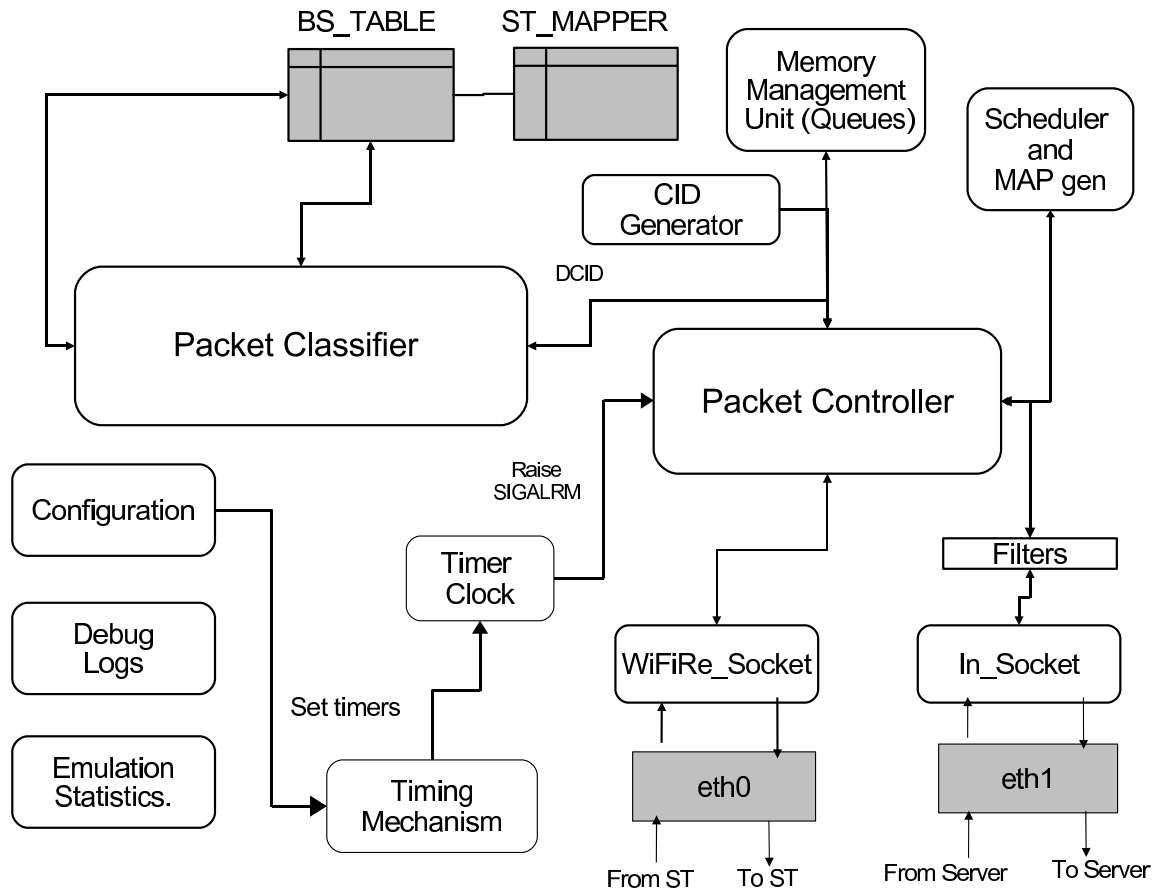 BS_TABLE
ST_MAPPER
Memory
Management
Unit (Queues)
Scheduler
and
MAP gen
CID
Generator
DCID
Packet Classifier
Packet Controller
Raise
SIGALRM
Configuration
Timer
Clock
Filters
Debug
Logs
WiFiRe_Socket
In_Socket
Set timers
Emulation
Statistics.
Timing
Mechanism
eth0
eth1
From ST
To ST
From Server
To Server